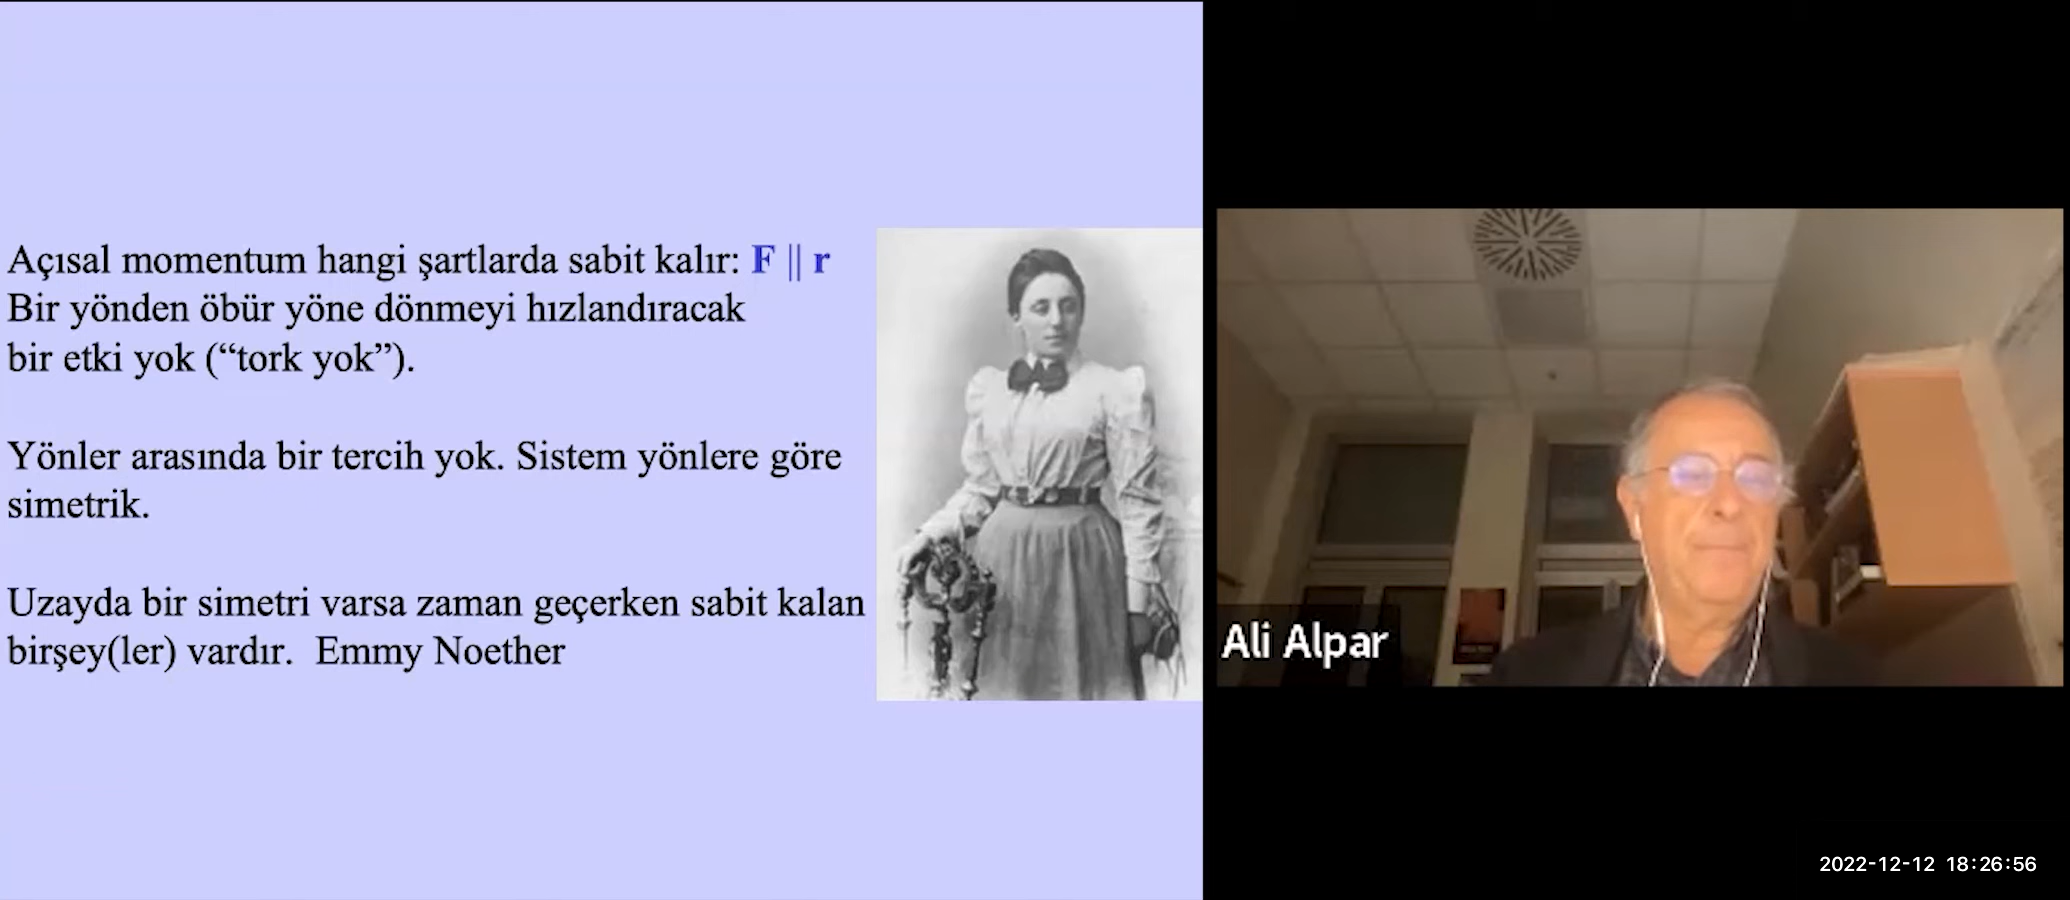 Açısal momentum hangi şartlarda sabit kalır: F || r
Bir yönden öbür yöne dönmeyi hızlandıracak
bir etki yok (“tork yok”).
Yönler arasında bir tercih yok. Sistem yönlere göre
simetrik.
Uzayda bir simetri varsa zaman geçerken sabit kalan
birşey(ler) vardır.  Emmy Noether
Ali Alpar
2022-12-12 18:26:56